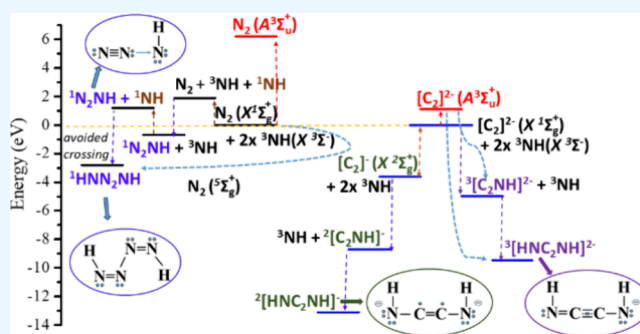 Energy (eV)
6
4
2
0
-2
-4
-6
-8
-10
-12
-14
H
:N≡N:→N:
N₂ (A³Σᵤ⁺)
¹N₂NH + ¹NH
N₂ + ³NH + ¹NH
N₂ (X¹Σg⁺)
+ 2x ³NH(X ³Σ⁻)
avoided
crossing
¹N₂NH + ³NH
¹HNN₂NH
N₂ (⁵Σg⁺)
H
N=N
N=N
H
[C₂]²⁻ (A³Σᵤ⁺)
[C₂]²⁻ (X ¹Σg⁺)
+ 2x ³NH(X ³Σ⁻)
[C₂]⁻ (X ²Σg⁺)
+ 2x ³NH
³[C₂NH]²⁻ + ³NH
³NH + ²[C₂NH]⁻
³[HNC₂NH]²⁻
²[HNC₂NH]⁻
H H
⊖ :N–C=C–N: ⊖
H H
:N=C–C≡C–N: ⊖